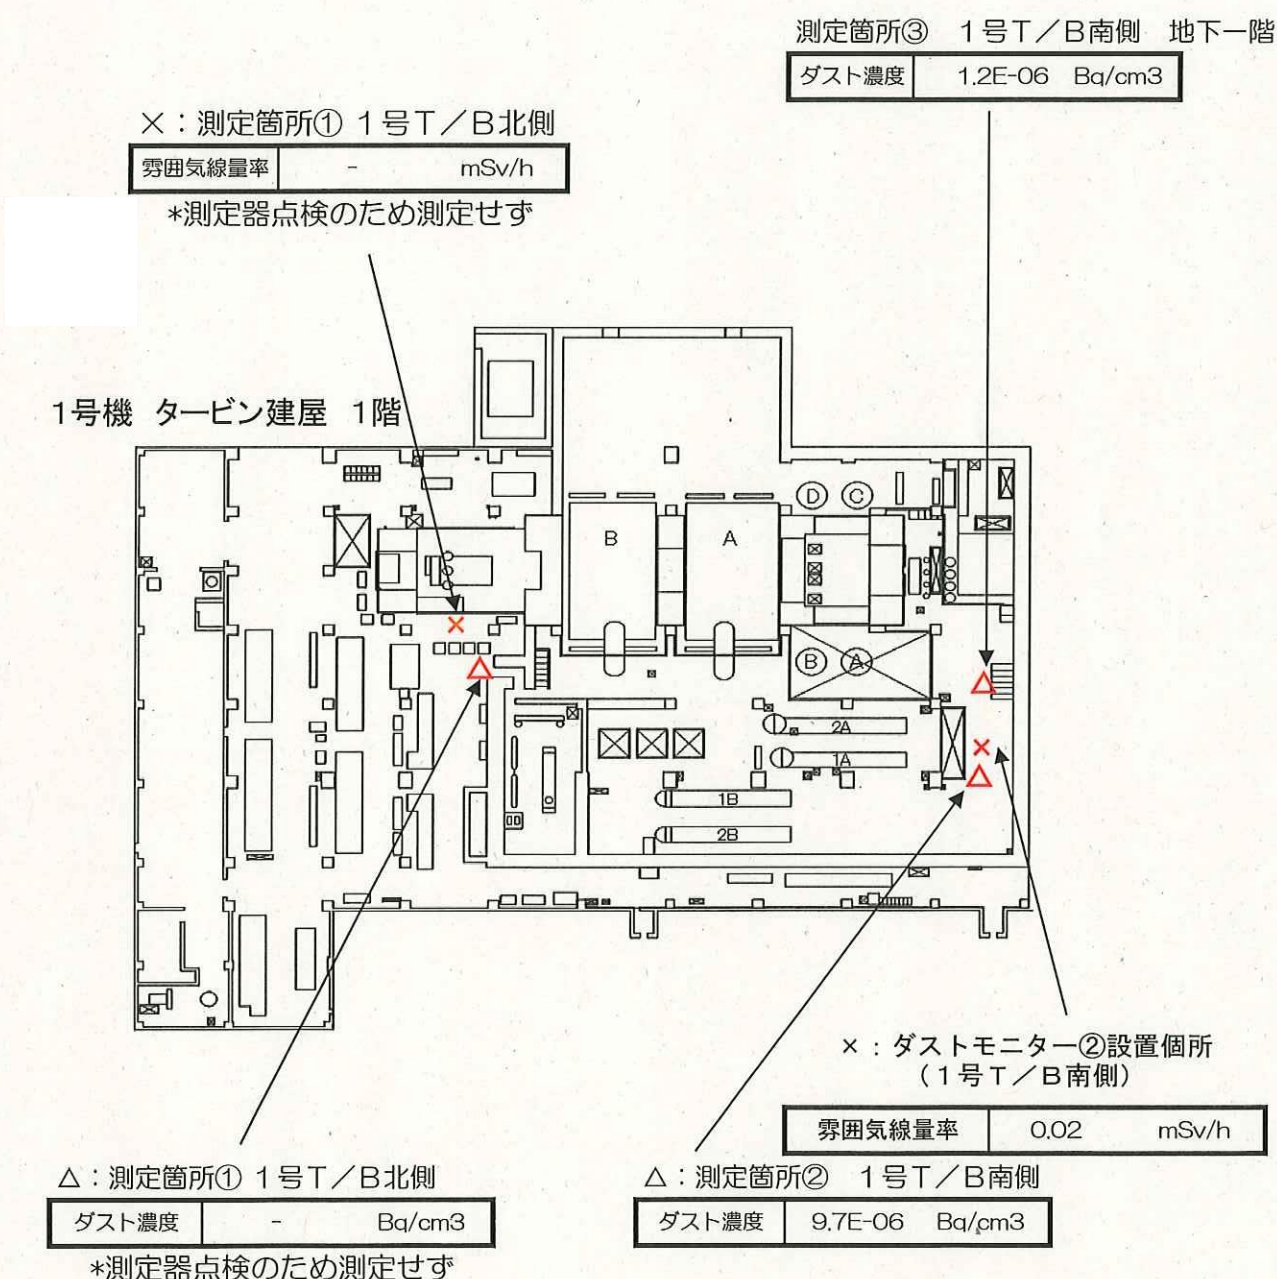 測定箇所③ 1号T/B南側 地下一階
ダスト濃度 1.2E-06 Bq/cm3
×:測定箇所① 1号T/B北側
雰囲気線量率 - mSv/h
*測定器点検のため測定せず
1号機 タービン建屋 1階
D C
B A
B A
2A
1A
1B
2B
×:ダストモニター②設置個所
(1号T/B南側)
雰囲気線量率 0.02 mSv/h
△:測定箇所① 1号T/B北側
ダスト濃度 - Bq/cm3
*測定器点検のため測定せず
△:測定箇所② 1号T/B南側
ダスト濃度 9.7E-06 Bq/cm3